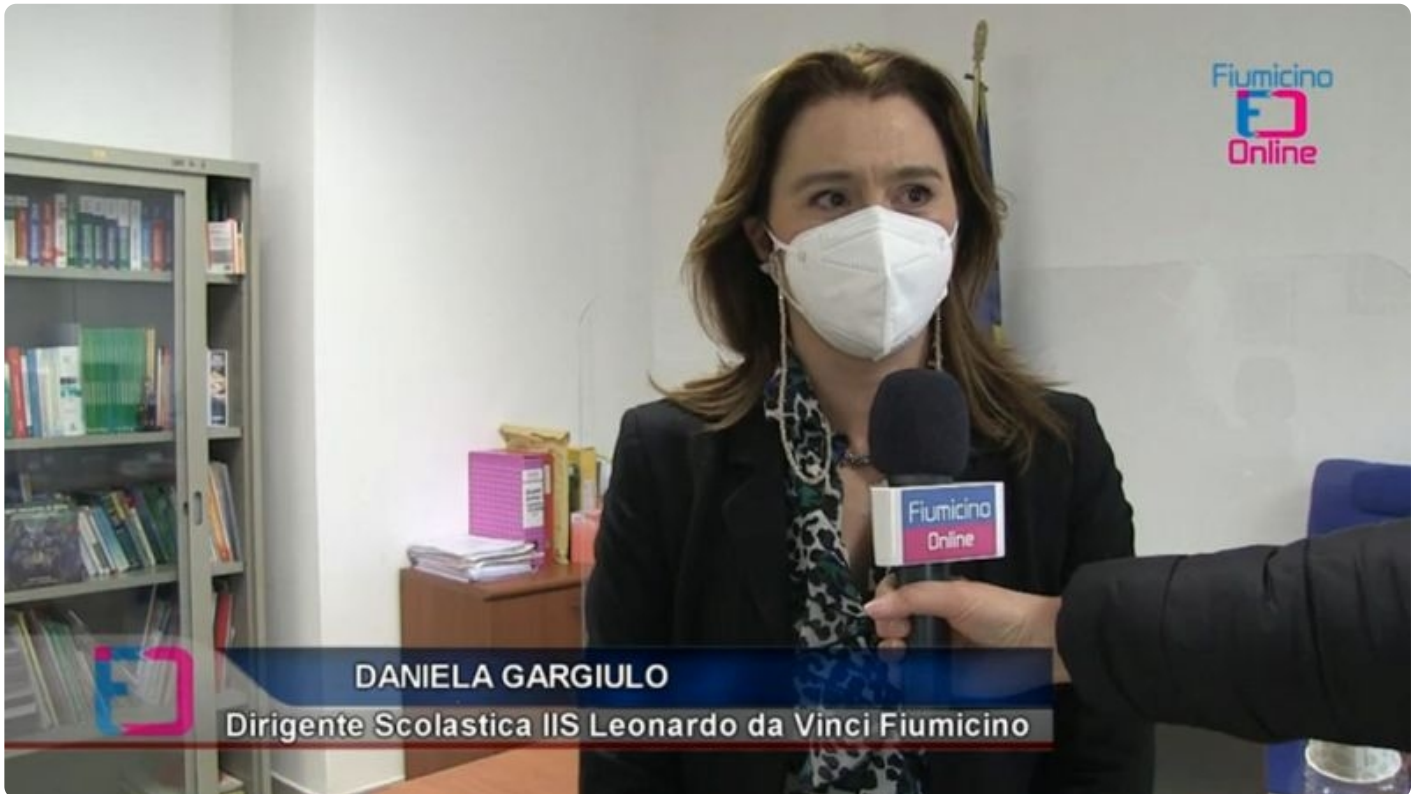 Fiumicino
Online
Fiumicino
Online
DANIELA GARGIULO
Dirigente Scolastica IIS Leonardo da Vinci Fiumicino